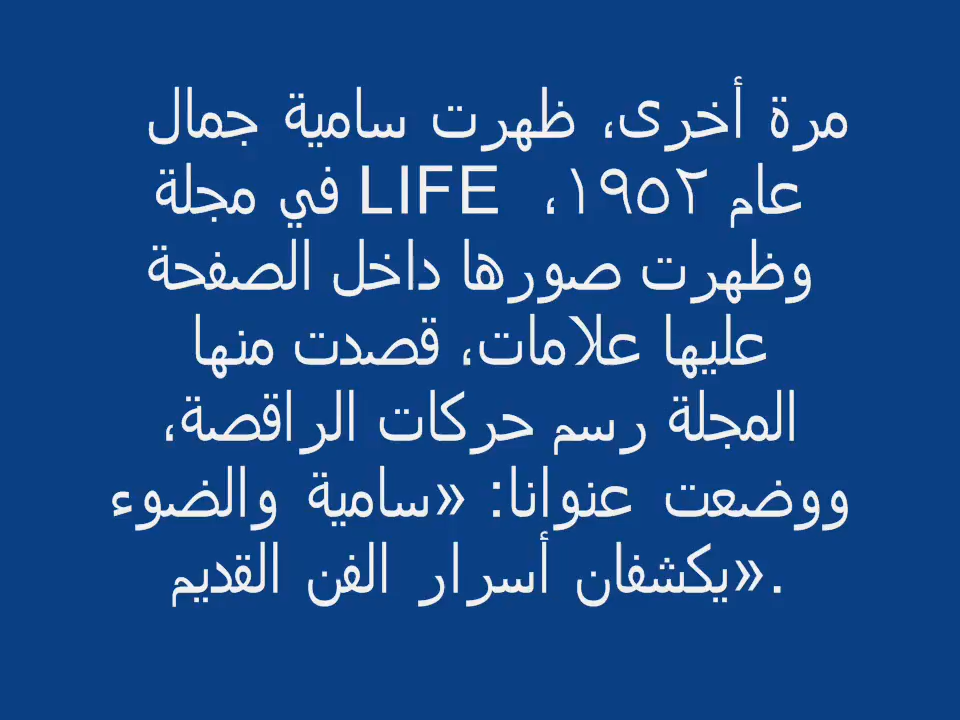 مرة أخرى، ظهرت سامية جمال
في مجلة LIFE عام ١٩٥٢،
وظهرت صورها داخل الصفحة
عليها علامات، قصدت منها
المجلة رسم حركات الراقصة،
ووضعت عنوانا: «سامية والضوء
يكشفان أسرار الفن القديم».